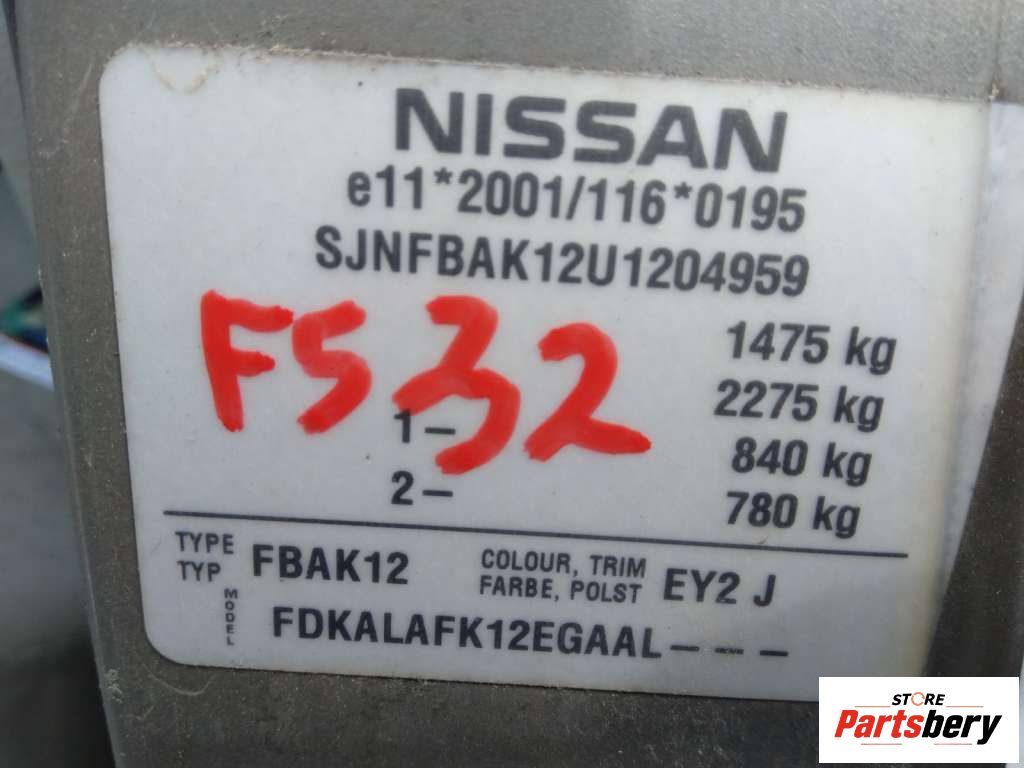 NISSAN
e11*2001/116*0195
SJNFBAK12U1204959
F532
1475 kg
2275 kg
1– 840 kg
2– 780 kg
TYPE
TYP
FBAK12
COLOUR, TRIM
FARBE, POLST
EY2 J
MODEL
FDKALAFK12EGAAL– – –
STORE
Partsbery